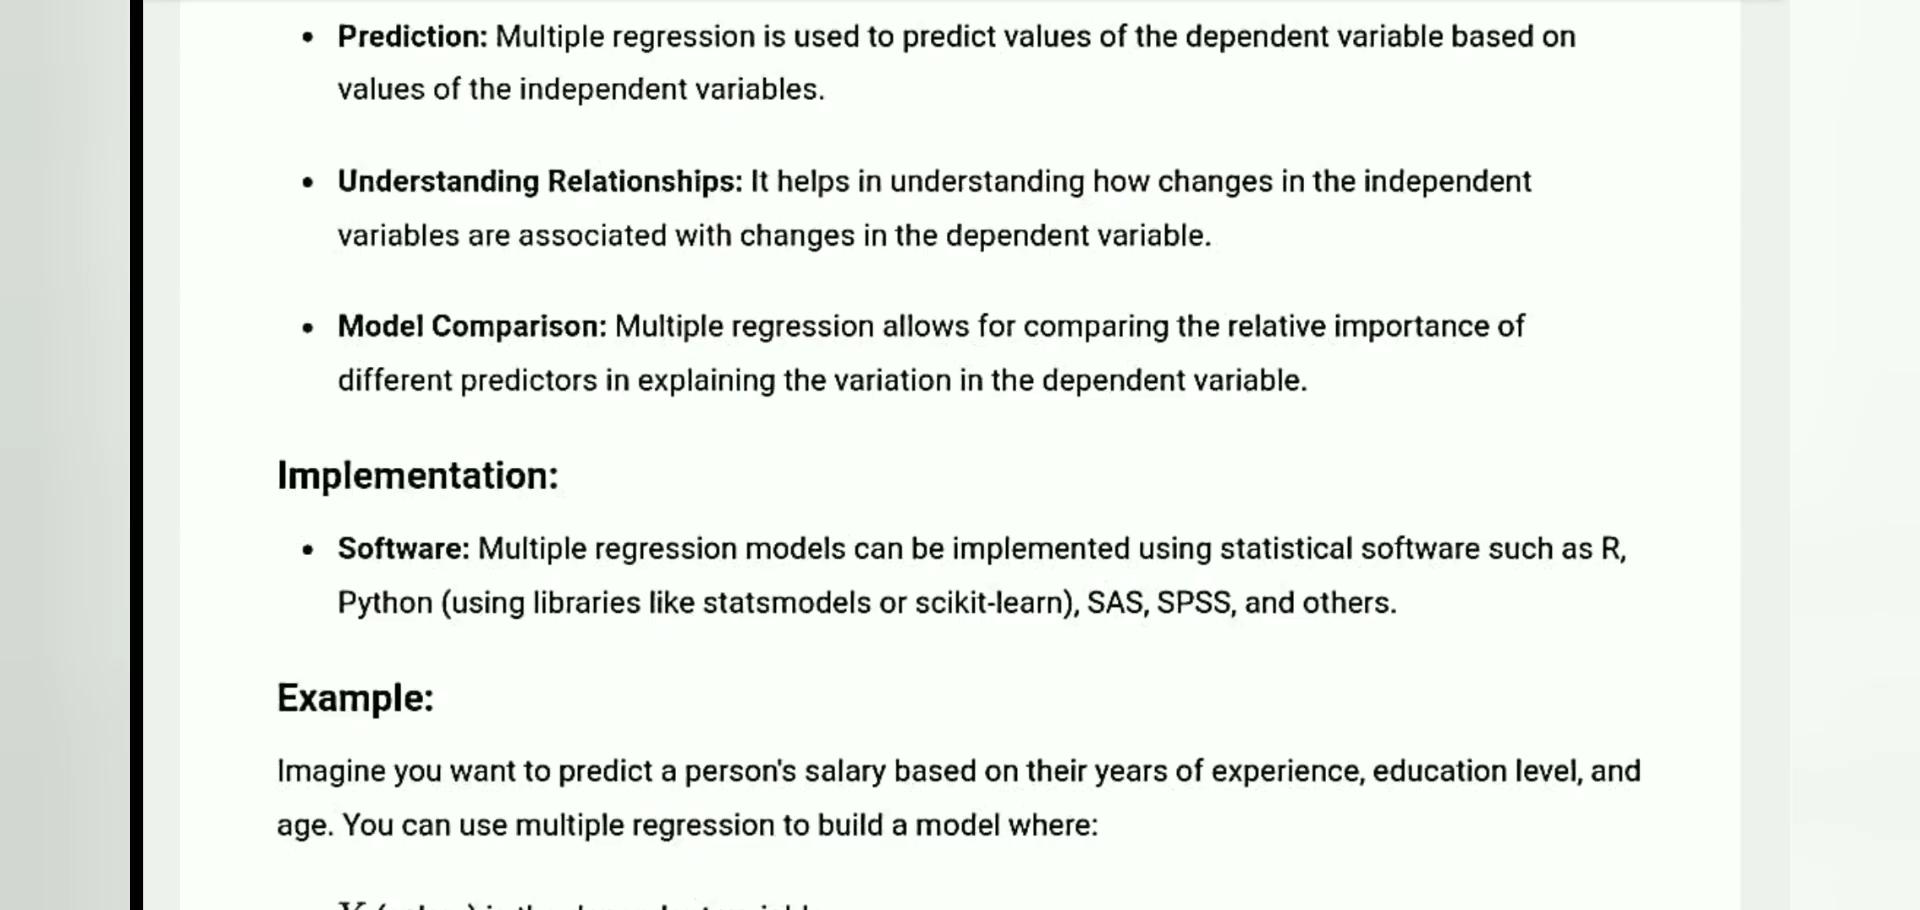 • Prediction: Multiple regression is used to predict values of the dependent variable based on
values of the independent variables.
• Understanding Relationships: It helps in understanding how changes in the independent
variables are associated with changes in the dependent variable.
• Model Comparison: Multiple regression allows for comparing the relative importance of
different predictors in explaining the variation in the dependent variable.
Implementation:
• Software: Multiple regression models can be implemented using statistical software such as R,
Python (using libraries like statsmodels or scikit-learn), SAS, SPSS, and others.
Example:
Imagine you want to predict a person's salary based on their years of experience, education level, and
age. You can use multiple regression to build a model where: